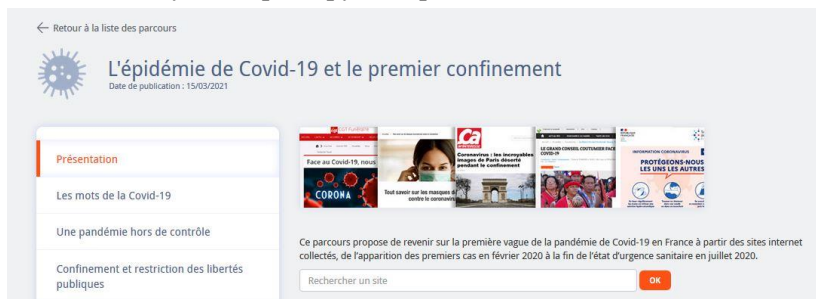 ← Retour à la liste des parcours
L'épidémie de Covid-19 et le premier confinement
Date de publication : 15/03/2021
Présentation
Les mots de la Covid-19
Une pandémie hors de contrôle
Confinement et restriction des libertés
publiques
Face au Covid-19, nous
CORONA
Tout savoir sur les masques
contre le coronavirus
Ça
Coronavirus : les incroyables
images de Paris déserté
pendant le confinement
LE GRAND CONSEIL COUTUMIER FACE
COVID-19
INFORMATION CORONAVIRUS
PROTÉGEONS-NOUS
LES UNS LES AUTRES
Ce parcours propose de revenir sur la première vague de la pandémie de Covid-19 en France à partir des sites internet
collectés, de l'apparition des premiers cas en février 2020 à la fin de l'état d'urgence sanitaire en juillet 2020.
Rechercher un site
OK